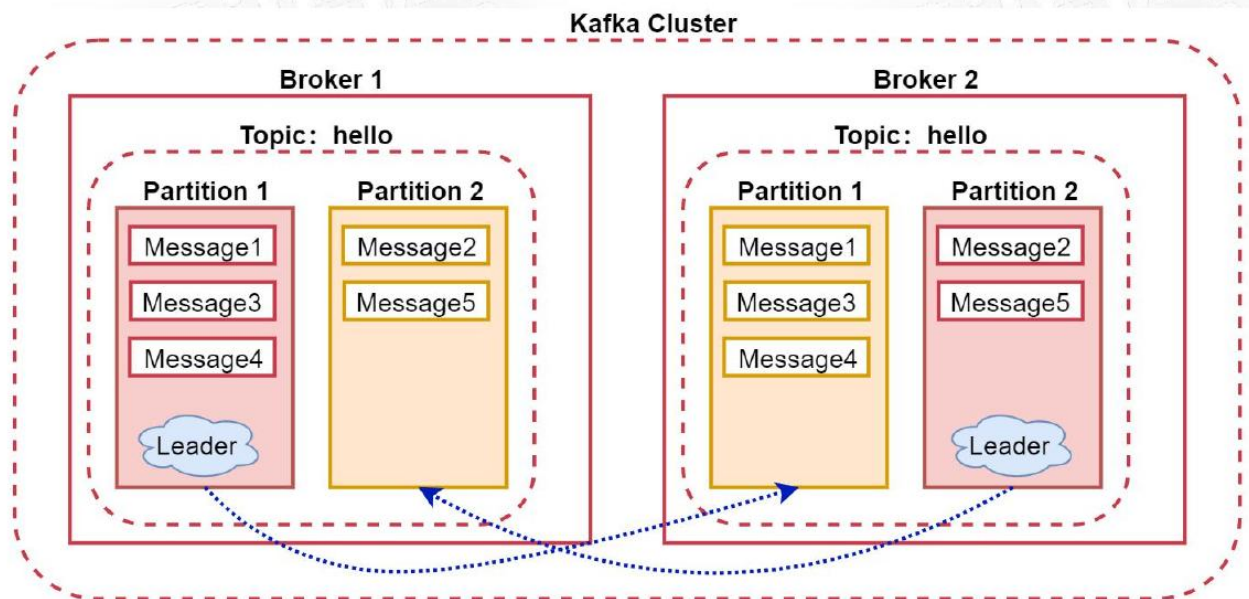 Kafka Cluster
Broker 1
Broker 2
Topic: hello
Topic: hello
Partition 1
Partition 2
Partition 1
Partition 2
Message1
Message2
Message1
Message2
Message3
Message5
Message3
Message5
Message4
Message4
Leader
Leader